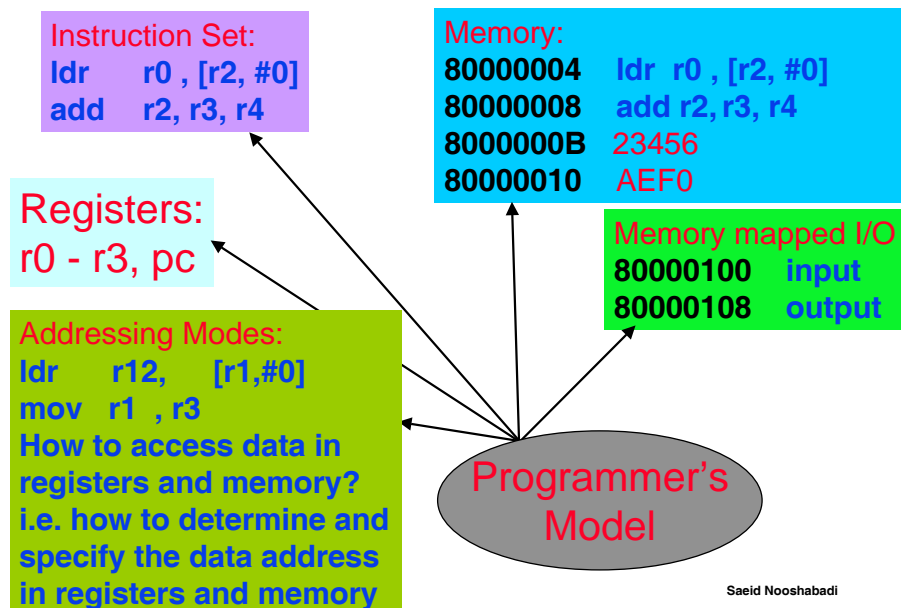 Instruction Set:
ldr r0 , [r2, #0]
add r2, r3, r4
Memory:
80000004 ldr r0 , [r2, #0]
80000008 add r2, r3, r4
8000000B 23456
80000010 AEF0
Registers:
r0 - r3, pc
Memory mapped I/O
80000100 input
80000108 output
Addressing Modes:
ldr r12, [r1,#0]
mov r1 , r3
How to access data in
registers and memory?
i.e. how to determine and
specify the data address
in registers and memory
Programmer's
Model
Saeid Nooshabadi